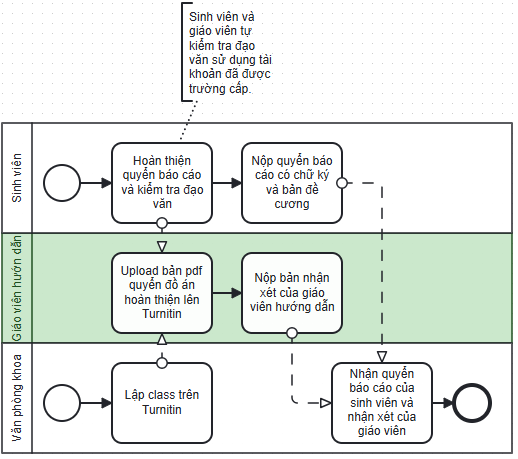 Sinh viên và
giáo viên tự
kiểm tra đạo
văn sử dụng tài
khoản đã được
trường cấp.
Sinh viên
Hoàn thiện
quyển báo cáo
và kiểm tra đạo
văn
Nộp quyển báo
cáo có chữ ký
và bản đề
cương
Giáo viên hướn dẫn
Upload bản pdf
quyển đồ án
hoàn thiện lên
Turnitin
Nộp bản nhận
xét của giáo
viên hướng dẫn
Văn phòng khoa
Lập class trên
Turnitin
Nhận quyển
báo cáo của
sinh viên và
nhận xét của
giáo viên